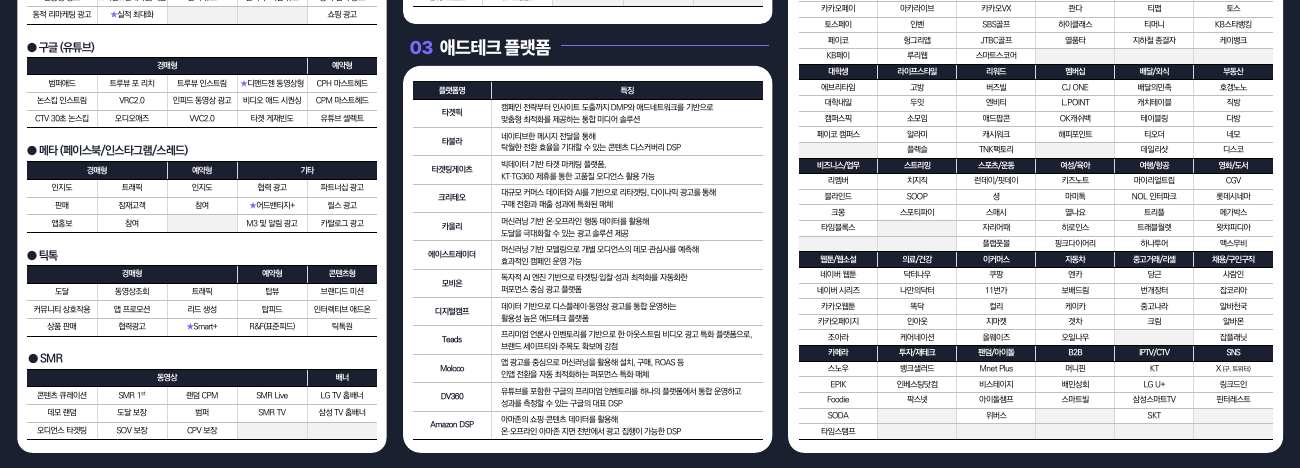 동적 리마케팅 광고 ★실적 최대화 쇼핑 광고
● 구글 (유튜브)
경매형 예약형
범퍼애드 트루뷰 포 리치 트루뷰 인스트림 ★디맨드젠 동영상형 CPH 마스트헤드
논스킵 인스트림 VRC2.0 인피드 동영상 광고 비디오 애드 시퀀싱 CPM 마스트헤드
CTV 30초 논스킵 오디오애즈 VVC2.0 타겟 게재빈도 유튜브 셀렉트
● 메타 (페이스북/인스타그램/스레드)
경매형 예약형 기타
인지도 트래픽 인지도 협력 광고 파트너십 광고
판매 잠재고객 참여 ★어드밴티지+ 릴스 광고
앱홍보 참여 M3 및 알림 광고 카탈로그 광고
● 틱톡
경매형 예약형 콘텐츠형
도달 동영상조회 트래픽 탑뷰 브랜디드 미션
커뮤니티 상호작용 앱 프로모션 리드 생성 탑피드 인터랙티브 애드온
상품 판매 협력광고 ★Smart+ R&F(표준피드) 틱톡원
● SMR
동영상 배너
콘텐츠 큐레이션 SMR 1st 랜덤 CPM SMR Live LG TV 홈배너
데모 랜덤 도달 보장 범퍼 SMR TV 삼성 TV 홈배너
오디언스 타겟팅 SOV 보장 CPV 보장
03 애드테크 플랫폼
플랫폼명 특징
타겟픽 캠페인 전략부터 인사이트 도출까지 DMP와 애드네트워크를 기반으로
맞춤형 최적화를 제공하는 통합 미디어 솔루션
타불라 네이티브한 메시지 전달을 통해
탁월한 전환 효율을 기대할 수 있는 콘텐츠 디스커버리 DSP
타겟팅게이츠 빅데이터 기반 타겟 마케팅 플랫폼,
KT·TG360 제휴를 통한 고품질 오디언스 활용 가능
크리테오 대규모 커머스 데이터와 AI를 기반으로 리타겟팅, 다이나믹 광고를 통해
구매 전환과 매출 성과에 특화된 매체
카울리 머신러닝 기반 온·오프라인 행동 데이터를 활용해
도달을 극대화할 수 있는 광고 솔루션 제공
에이스트레이더 머신러닝 기반 모델링으로 개별 오디언스의 데모·관심사를 예측해
효과적인 캠페인 운영 가능
모비온 독자적 AI 엔진 기반으로 타겟팅·입찰·성과 최적화를 자동화한
퍼포먼스 중심 광고 플랫폼
디지털캠프 데이터 기반으로 디스플레이·동영상 광고를 통합 운영하는
활용성 높은 애드테크 플랫폼
Teads 프리미엄 언론사 인벤토리를 기반으로 한 아웃스트림 비디오 광고 특화 플랫폼으로,
브랜드 세이프티와 주목도 확보에 강점
Moloco 앱 광고를 중심으로 머신러닝을 활용해 설치, 구매, ROAS 등
인앱 전환을 자동 최적화하는 퍼포먼스 특화 매체
DV360 유튜브를 포함한 구글의 프리미엄 인벤토리를 하나의 플랫폼에서 통합 운영하고
성과를 측정할 수 있는 구글의 대표 DSP
Amazon DSP 아마존의 쇼핑·콘텐츠 데이터를 활용해
온·오프라인 아마존 지면 전반에서 광고 집행이 가능한 DSP
카카오페이 아카라이브 카카오VX 판다 티맵 토스
토스페이 인벤 SBS골프 하이클래스 티머니 KB스타뱅킹
페이코 헝그리앱 JTBC골프 열품타 지하철 종결자 케이뱅크
KB페이 루리웹 스마트스코어
대학생 라이프스타일 리워드 멤버십 배달/외식 부동산
에브리타임 고방 버즈빌 CJ ONE 배달의민족 호갱노노
대학내일 두잇 엔비티 L.POINT 캐치테이블 직방
캠퍼스픽 소모임 애드팝콘 OK캐쉬백 테이블링 다방
페이코 캠퍼스 알라미 캐시워크 해피포인트 티오더 네모
플렉슬 TNK팩토리 데일리샷 디스코
비즈니스/업무 스트리밍 스포츠/운동 여성/육아 여행/항공 영화/도서
리멤버 치지직 런데이/핏데이 키즈노트 마이리얼트립 CGV
블라인드 SOOP 싱 마미톡 NOL 인터파크 롯데시네마
크몽 스포티파이 스매시 열나요 트리플 메가박스
타임블록스 자리어때 히로인스 트래블월렛 왓챠피디아
플랩풋볼 핑크다이어리 하나투어 맥스무비
웹툰/웹소설 의료/건강 이커머스 자동차 중고거래/리셀 채용/구인구직
네이버 웹툰 닥터나우 쿠팡 엔카 당근 사람인
네이버 시리즈 나만의닥터 11번가 보배드림 번개장터 잡코리아
카카오웹툰 똑닥 컬리 케이카 중고나라 알바천국
카카오페이지 인아웃 지마켓 겟차 크림 알바몬
조아라 케어네이션 올웨이즈 오일나우 잡플래닛
카메라 투자/재테크 팬덤/아이돌 B2B IPTV/CTV SNS
스노우 뱅크샐러드 Mnet Plus 머니핀 KT X (구. 트위터)
EPIK 인베스팅닷컴 비스테이지 배민상회 LG U+ 링크드인
Foodie 팍스넷 아이돌챔프 스마트빌 삼성스마트TV 핀터레스트
SODA 위버스 SKT
타임스탬프